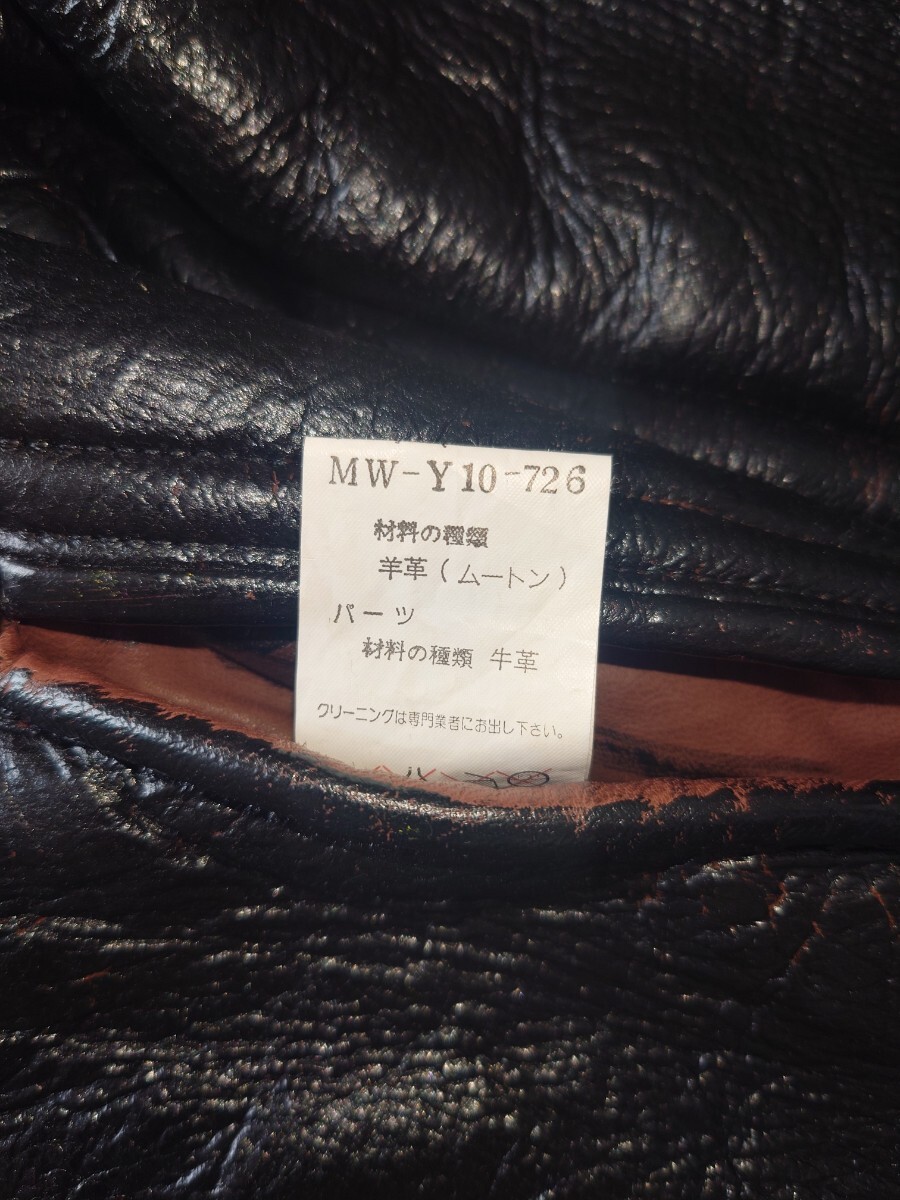 MW-Y10-726
材料の種類
羊革(ムートン)
パーツ
材料の種類 牛革
クリーニングは専門業者にお出し下さい。